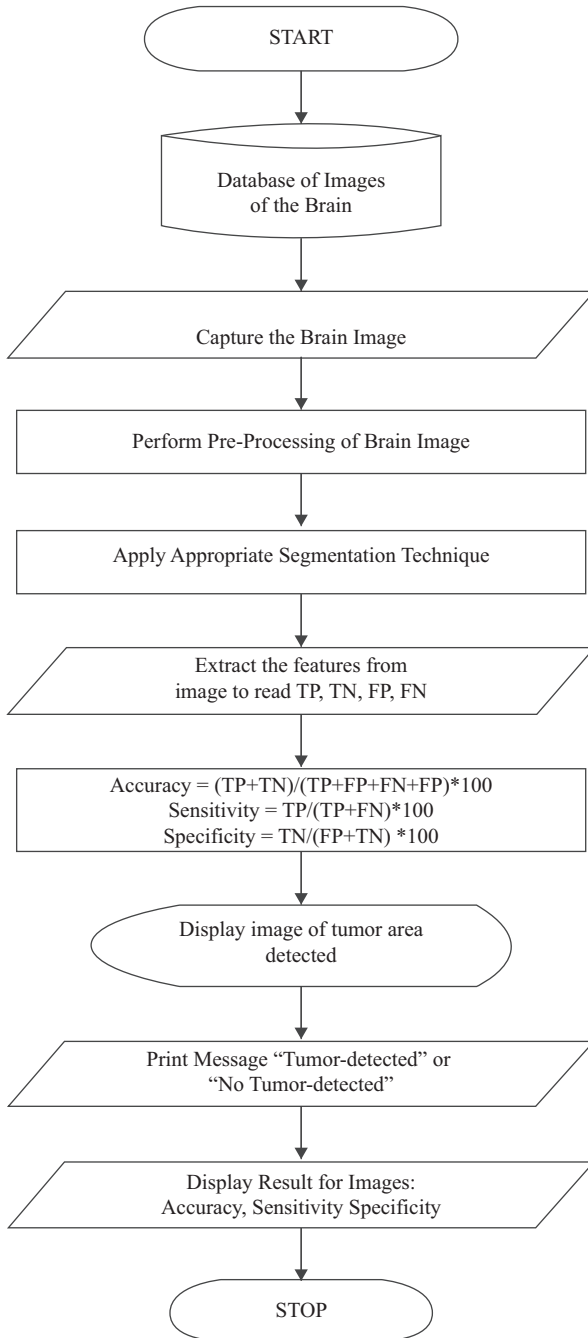 START
Database of Images
of the Brain
Capture the Brain Image
Perform Pre-Processing of Brain Image
Apply Appropriate Segmentation Technique
Extract the features from
image to read TP, TN, FP, FN
Accuracy = (TP+TN)/(TP+FP+FN+FP)*100
Sensitivity = TP/(TP+FN)*100
Specificity = TN/(FP+TN) *100
Display image of tumor area
detected
Print Message “Tumor-detected” or
“No Tumor-detected”
Display Result for Images:
Accuracy, Sensitivity Specificity
STOP